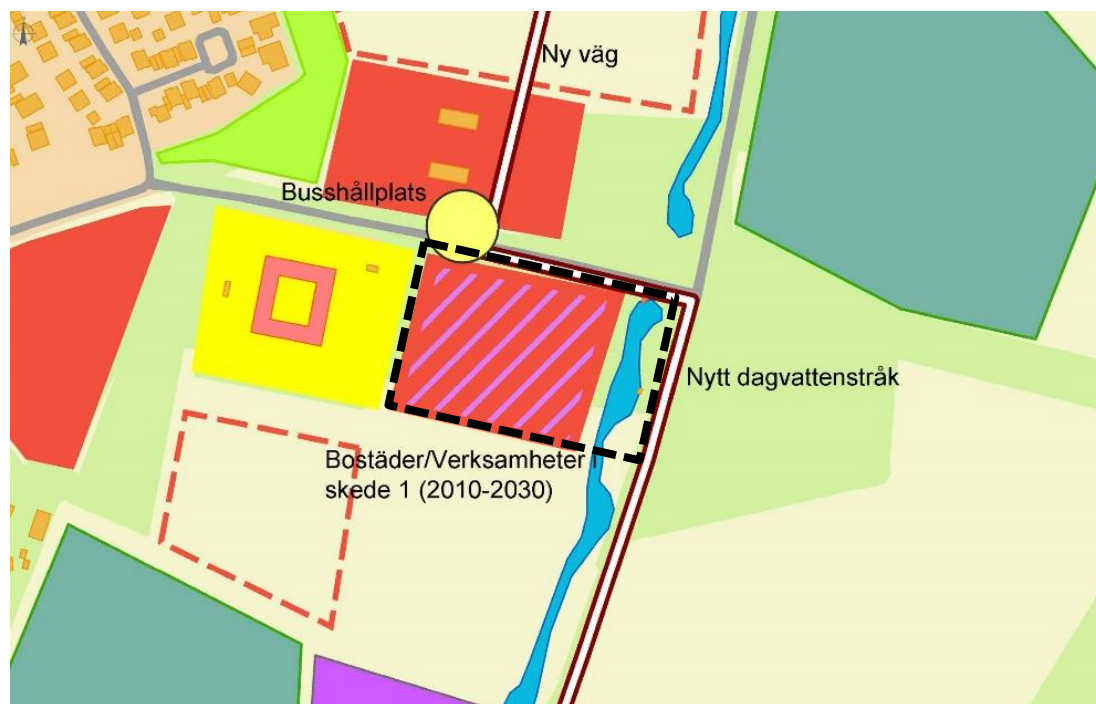 Ny väg
Busshållplats
Nytt dagvattenstråk
Bostäder/Verksamheter i
skede 1 (2010-2030)